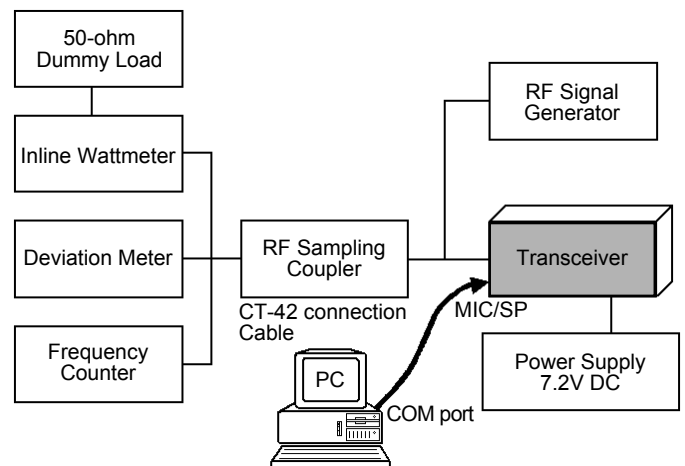 50-ohm
Dummy Load
RF Signal
Generator
Inline Wattmeter
Deviation Meter
RF Sampling
Coupler
Transceiver
CT-42 connection
Cable
MIC/SP
Frequency
Counter
PC
Power Supply
7.2V DC
COM port